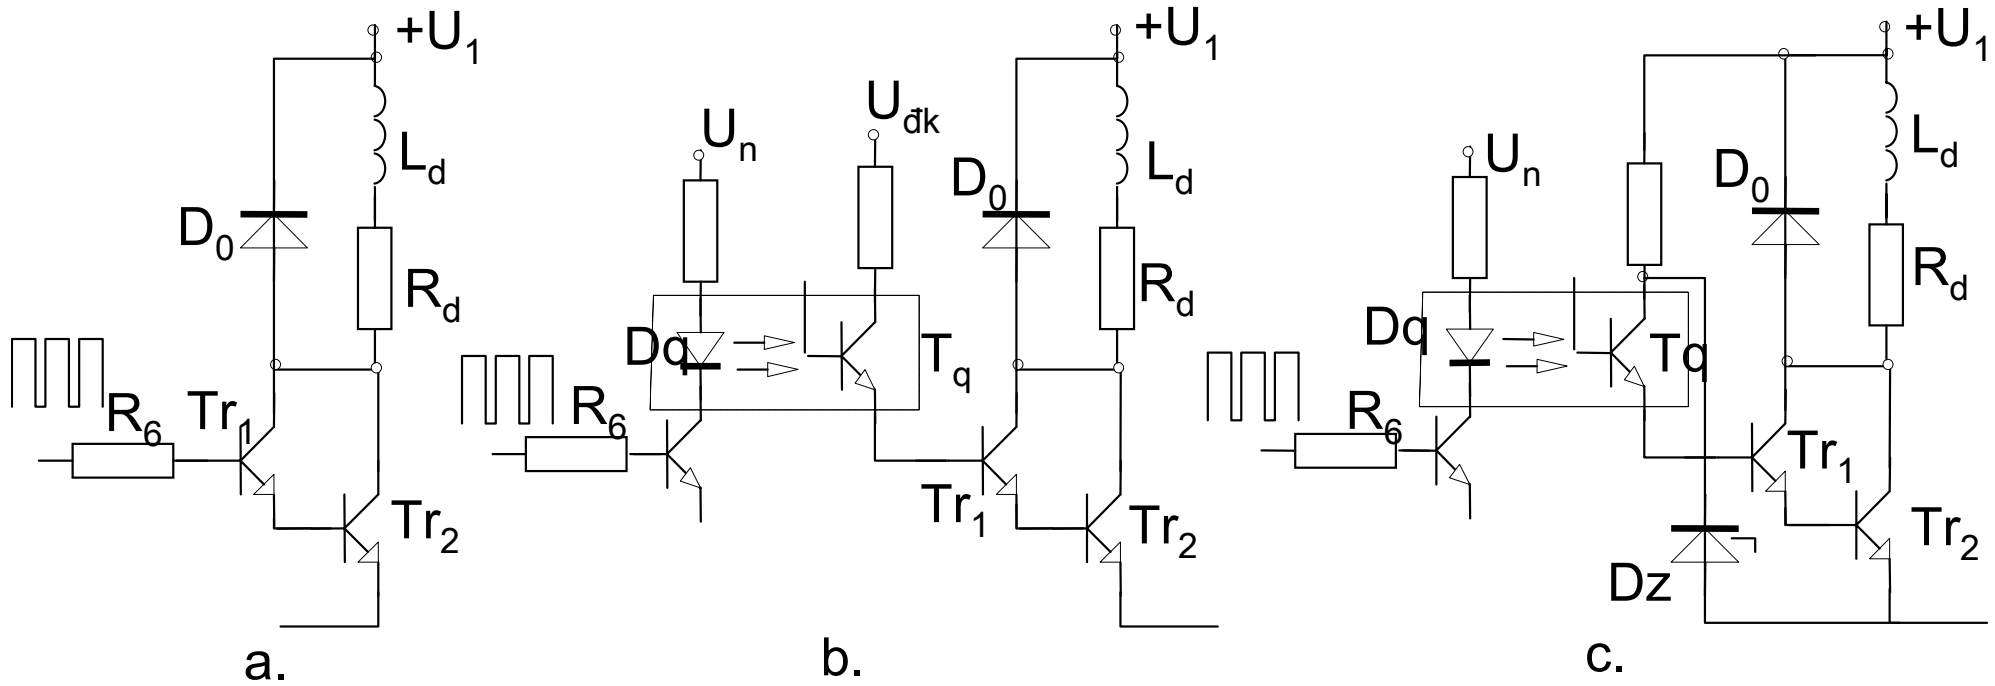 +U1
Ld
D0
Rd
R6
Tr1
Tr2
a.
Un
Uđk
+U1
D0
Ld
Rd
Dq
Tq
R6
Tr1
Tr2
b.
+U1
Un
D0
Ld
Rd
Dq
Tq
R6
Tr1
Tr2
Dz
c.